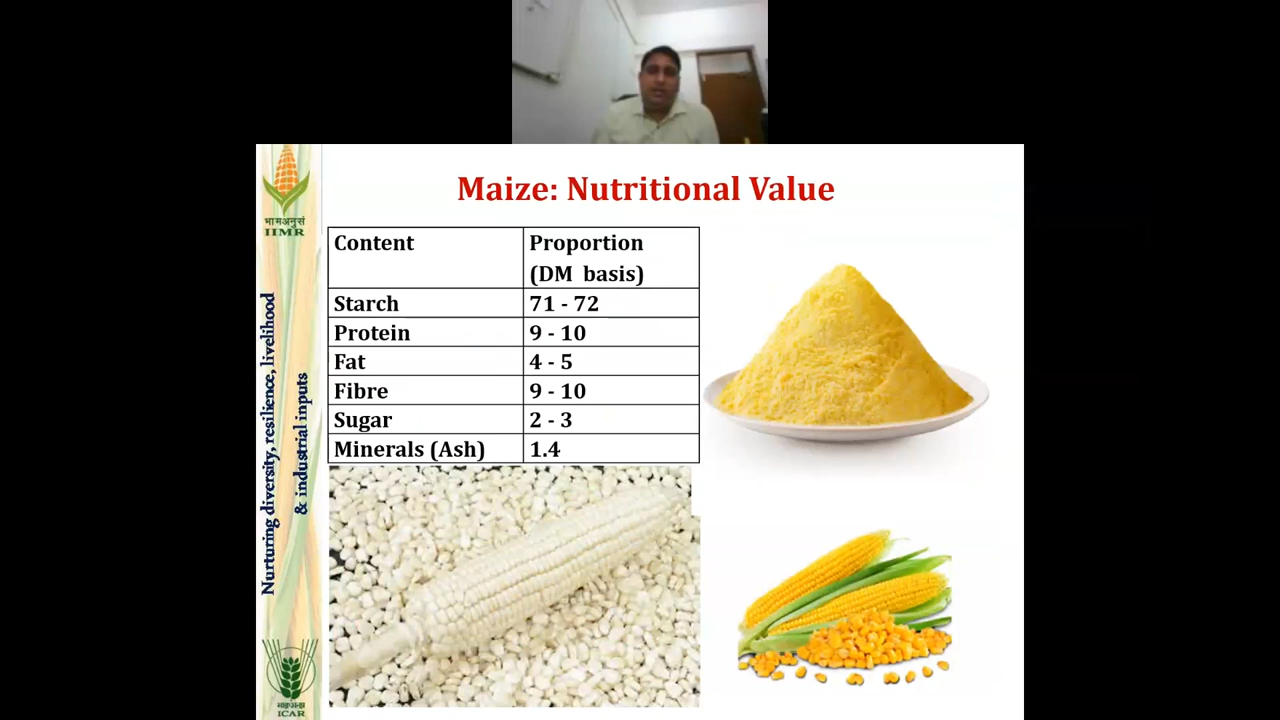 Maize: Nutritional Value
भाअनुसं
IIMR
Nurturing diversity, resilience, livelihood
& industrial inputs
Content Proportion
(DM basis)
Starch 71 - 72
Protein 9 - 10
Fat 4 - 5
Fibre 9 - 10
Sugar 2 - 3
Minerals (Ash) 1.4
ICAR